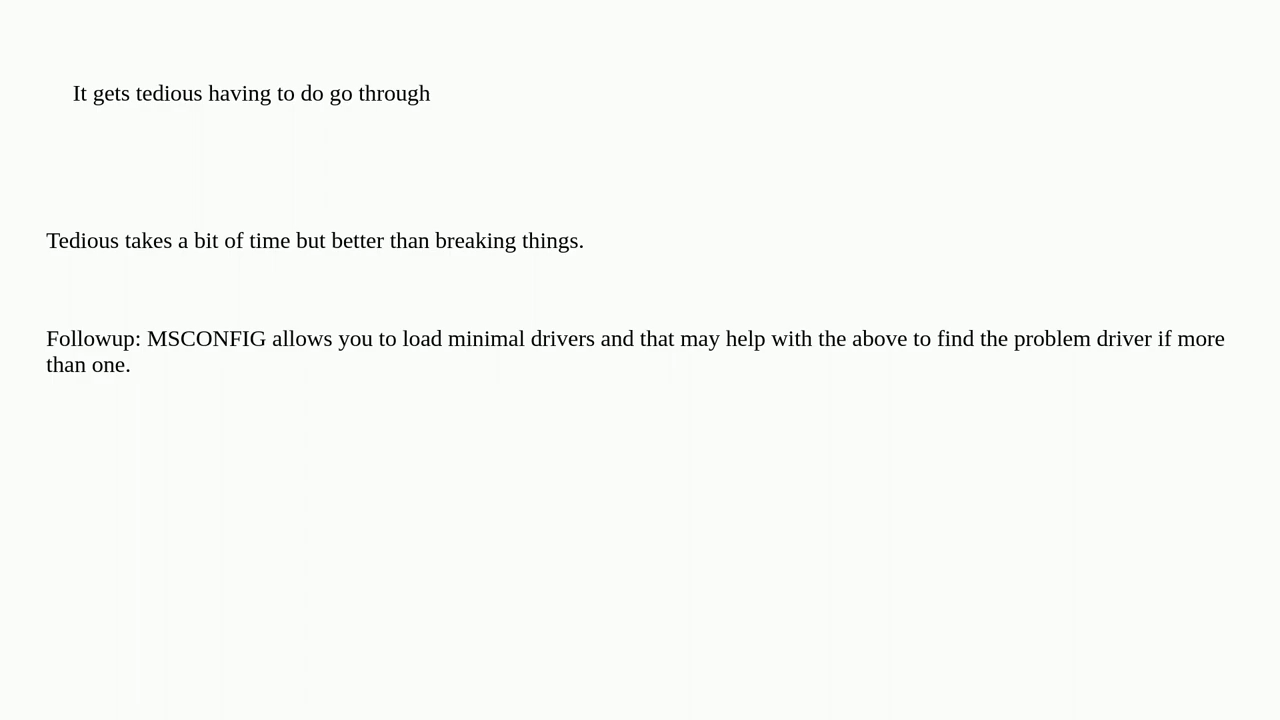 It gets tedious having to do go through
Tedious takes a bit of time but better than breaking things.
Followup: MSCONFIG allows you to load minimal drivers and that may help with the above to find the problem driver if more
than one.